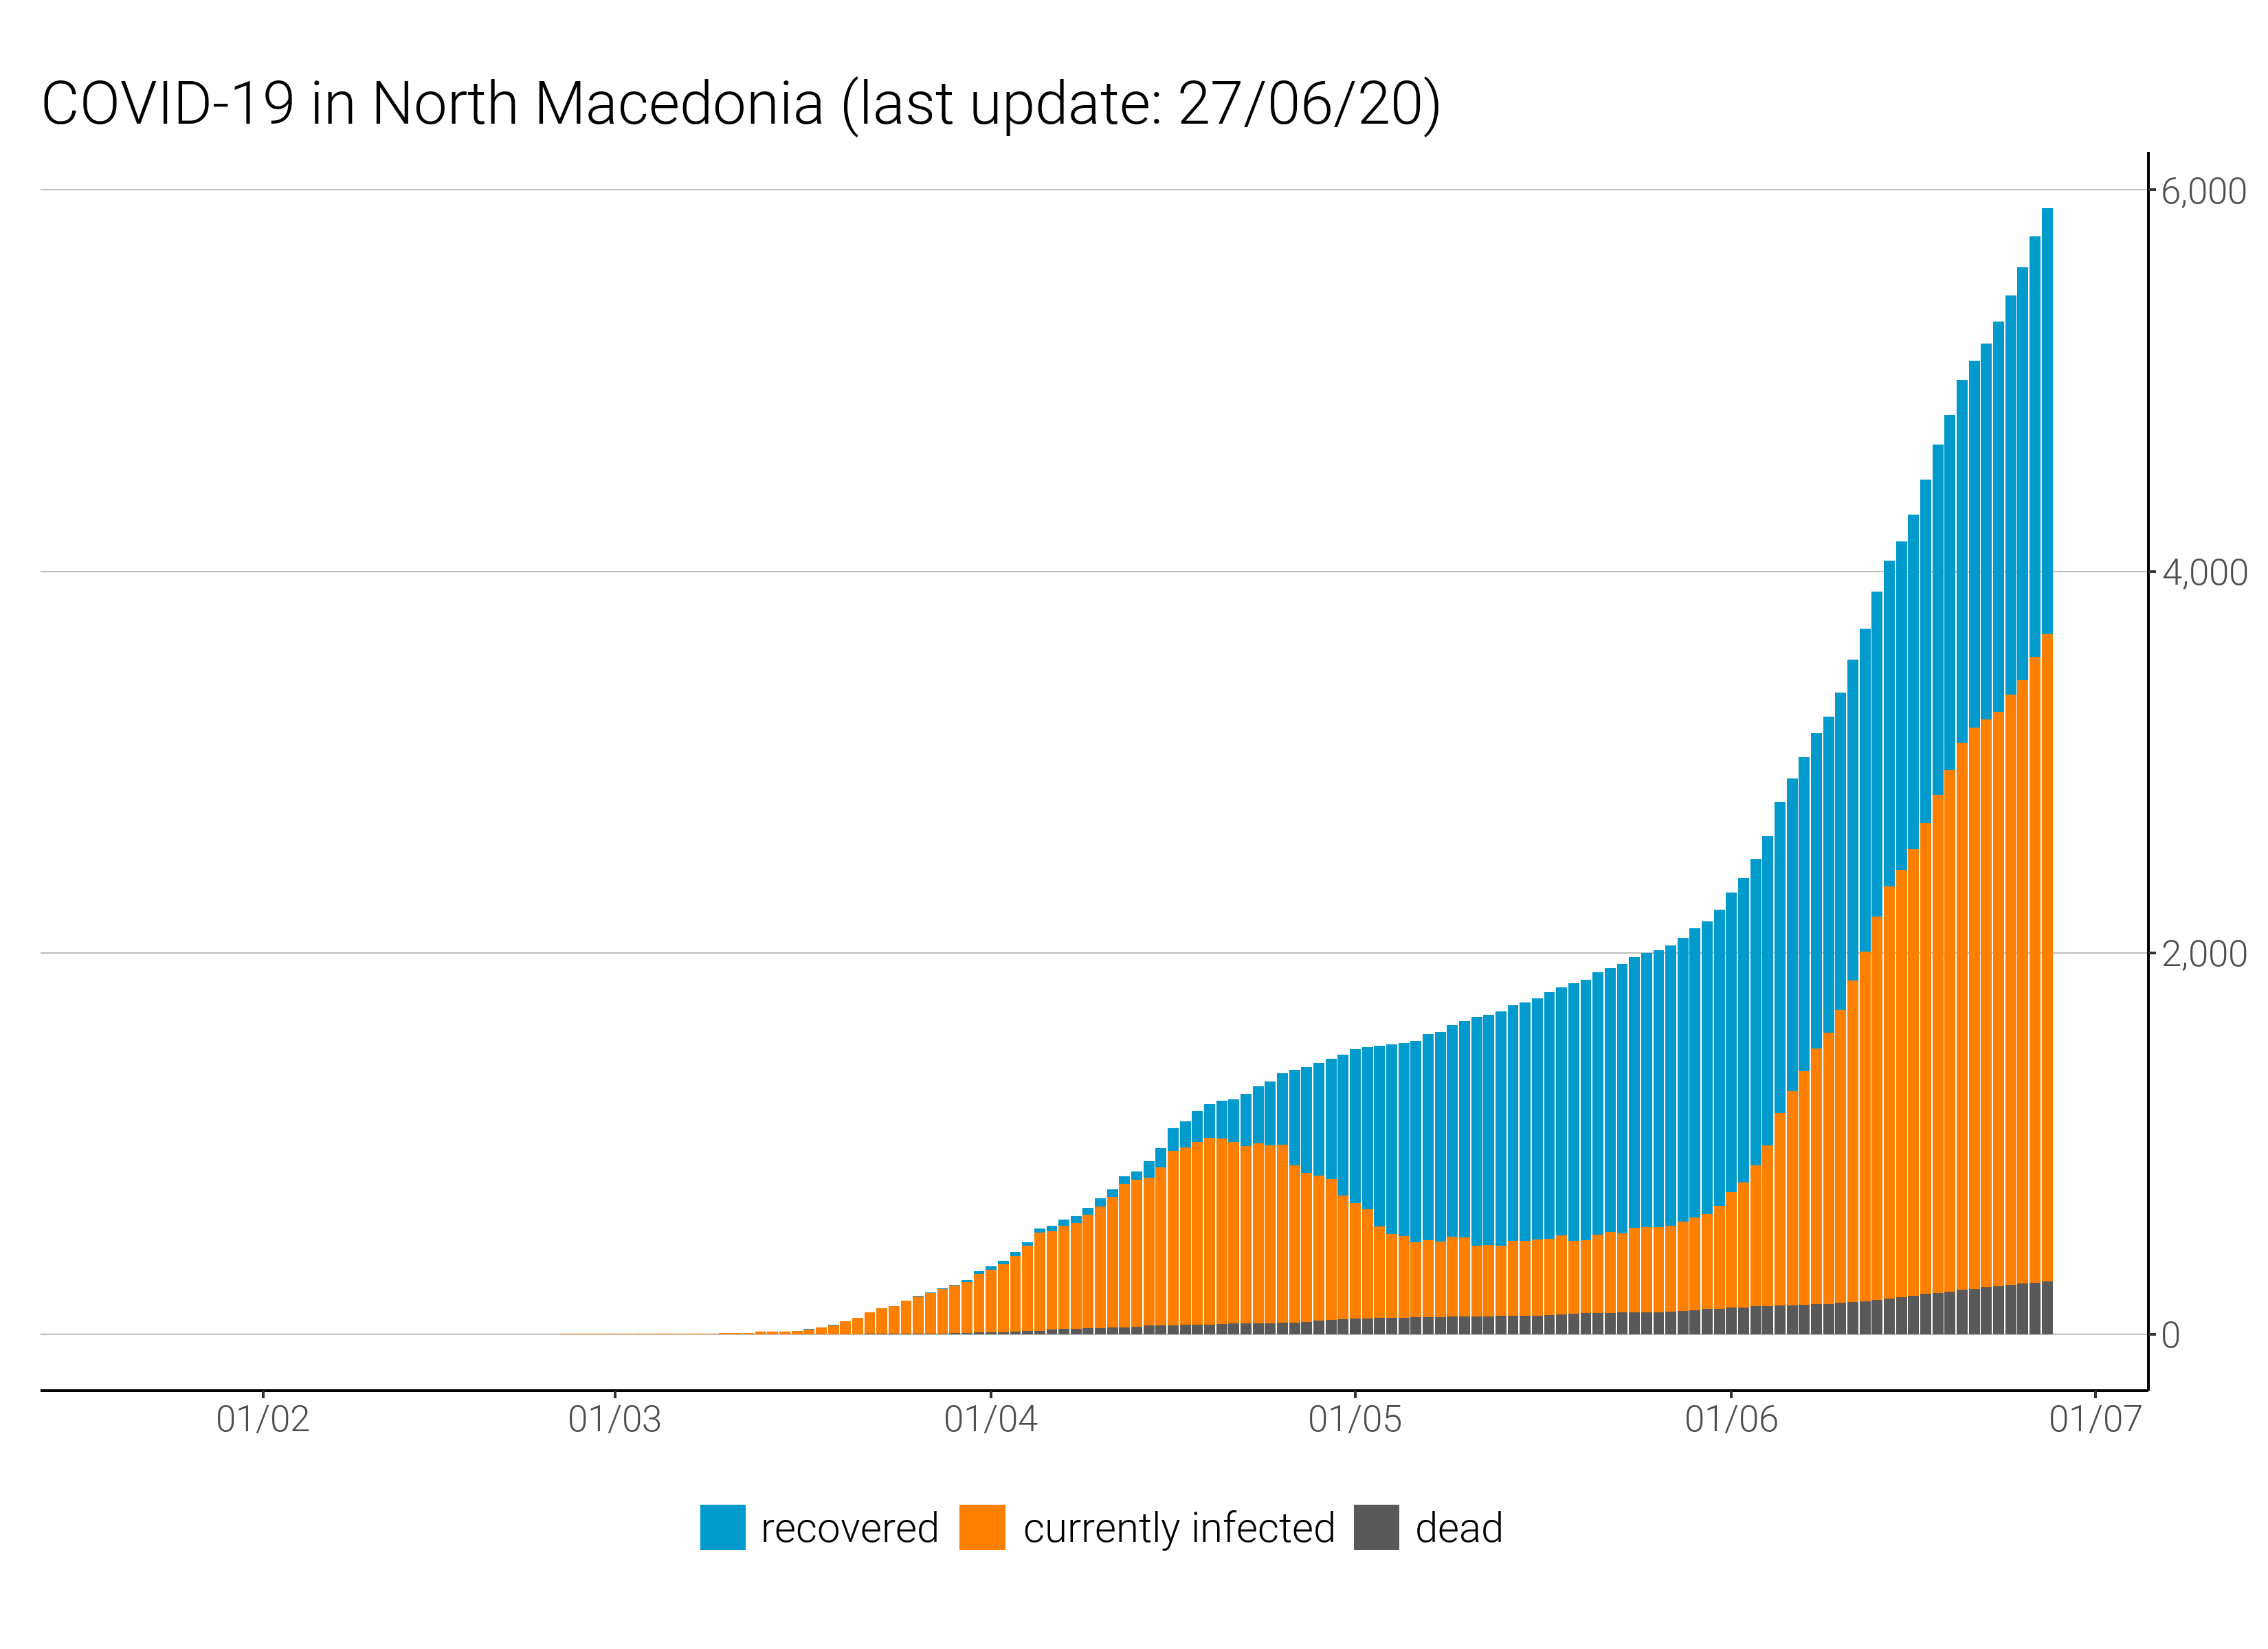 COVID-19 in North Macedonia (last update: 27/06/20)
6,000
4,000
2,000
0
01/02 01/03 01/04 01/05 01/06 01/07
recovered currently infected dead